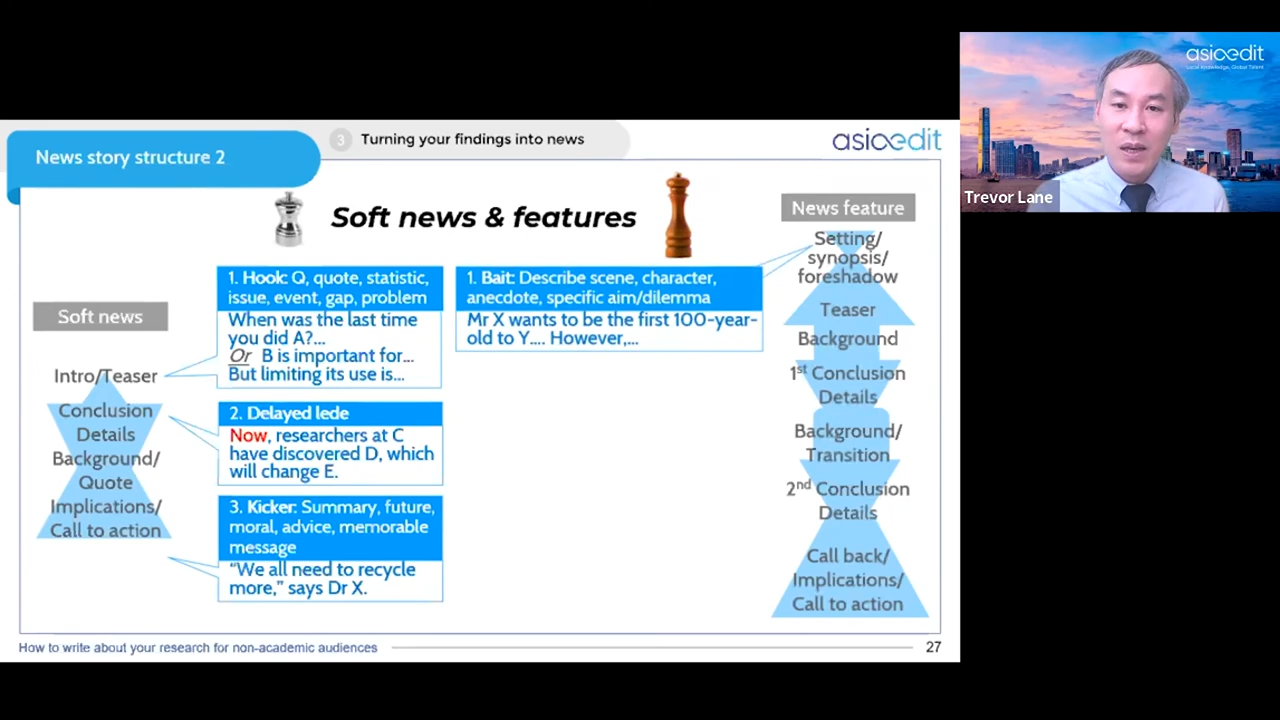 News story structure 2
3 Turning your findings into news
asiaedit
asiaedit
Local Knowledge, Global Talent
Trevor Lane
Soft news & features
Soft news
Intro/Teaser
Conclusion
Details
Background/
Quote
Implications/
Call to action
1. Hook: Q, quote, statistic,
issue, event, gap, problem
When was the last time
you did A?...
Or B is important for...
But limiting its use is...
2. Delayed lede
Now, researchers at C
have discovered D, which
will change E.
3. Kicker: Summary, future,
moral, advice, memorable
message
“We all need to recycle
more,” says Dr X.
1. Bait: Describe scene, character,
anecdote, specific aim/dilemma
Mr X wants to be the first 100-year-
old to Y.... However,...
News feature
Setting/
synopsis/
foreshadow
Teaser
Background
1st Conclusion
Details
Background/
Transition
2nd Conclusion
Details
Call back/
Implications/
Call to action
How to write about your research for non-academic audiences
27